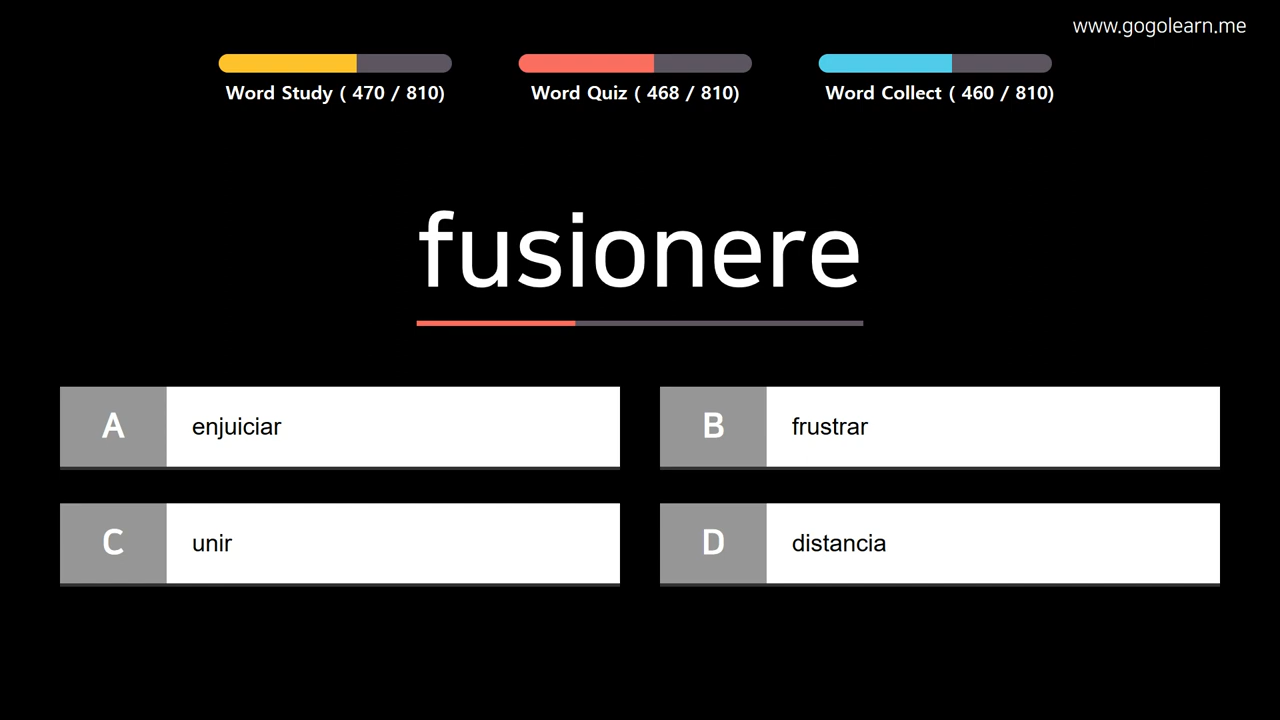 www.gogolearn.me
Word Study ( 470 / 810)
Word Quiz ( 468 / 810)
Word Collect ( 460 / 810)
fusionere
A enjuiciar
B frustrar
C unir
D distancia